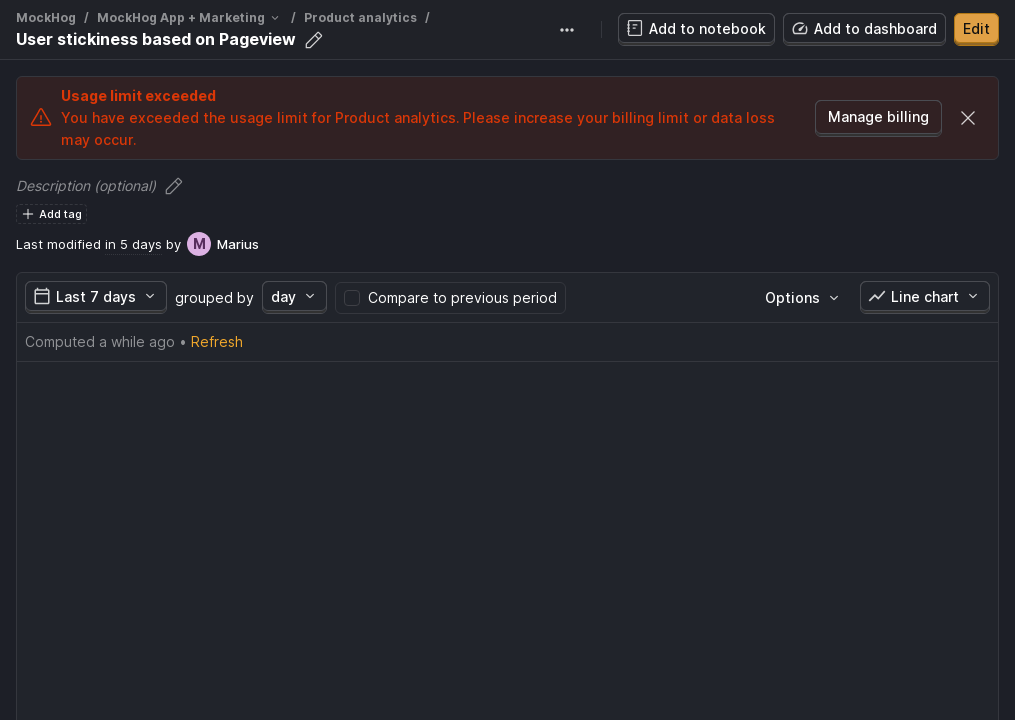 MockHog / MockHog App + Marketing / Product analytics /
User stickiness based on Pageview
Add to notebook
Add to dashboard
Edit
Usage limit exceeded
You have exceeded the usage limit for Product analytics. Please increase your billing limit or data loss
may occur.
Manage billing
Description (optional)
Add tag
Last modified in 5 days by M Marius
Last 7 days grouped by day Compare to previous period Options Line chart
Computed a while ago • Refresh